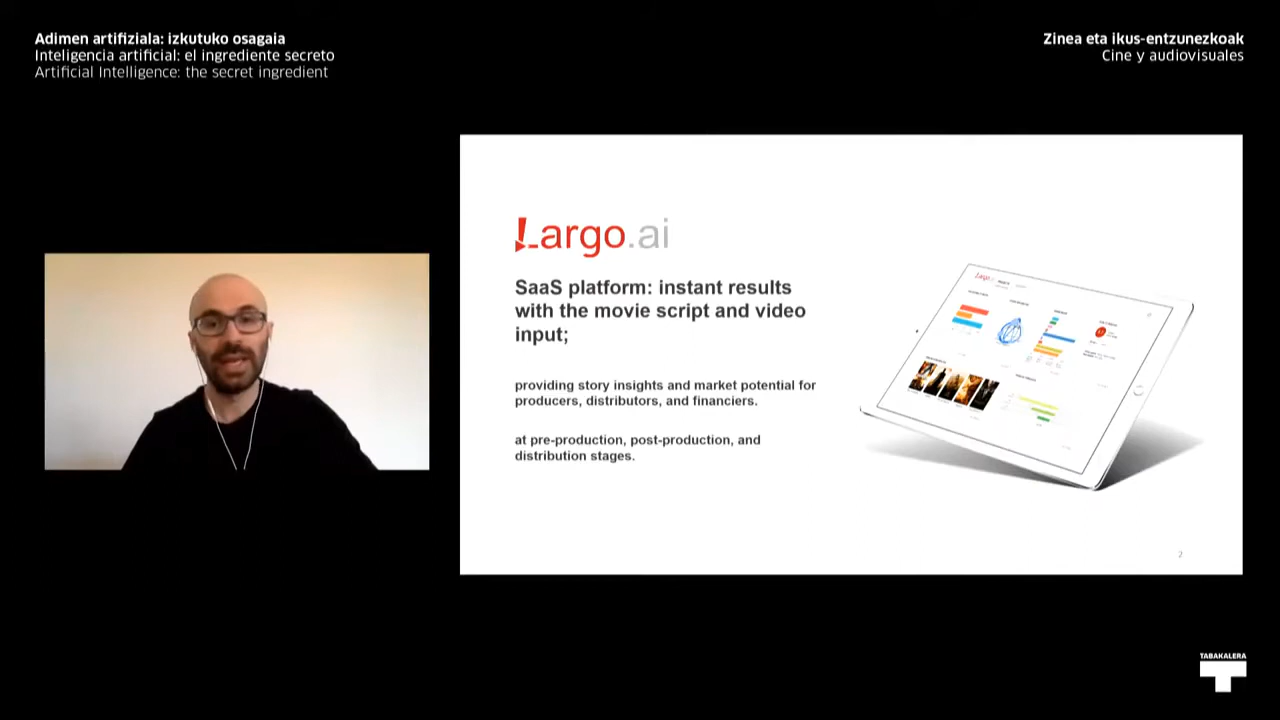 Adimen artifiziala: izkutuko osagaia
Inteligencia artificial: el ingrediente secreto
Artificial Intelligence: the secret ingredient
Zinea eta ikus-entzunezkoak
Cine y audiovisuales
Largo.ai
SaaS platform: instant results
with the movie script and video
input;
providing story insights and market potential for
producers, distributors, and financiers.
at pre-production, post-production, and
distribution stages.
2
TABAKALERA